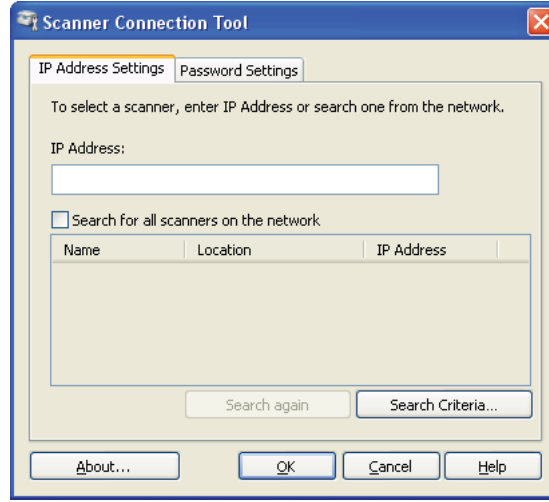 Scanner Connection Tool
IP Address Settings Password Settings
To select a scanner, enter IP Address or search one from the network.
IP Address:
Search for all scanners on the network
Name Location IP Address
Search again Search Criteria...
About... OK Cancel Help